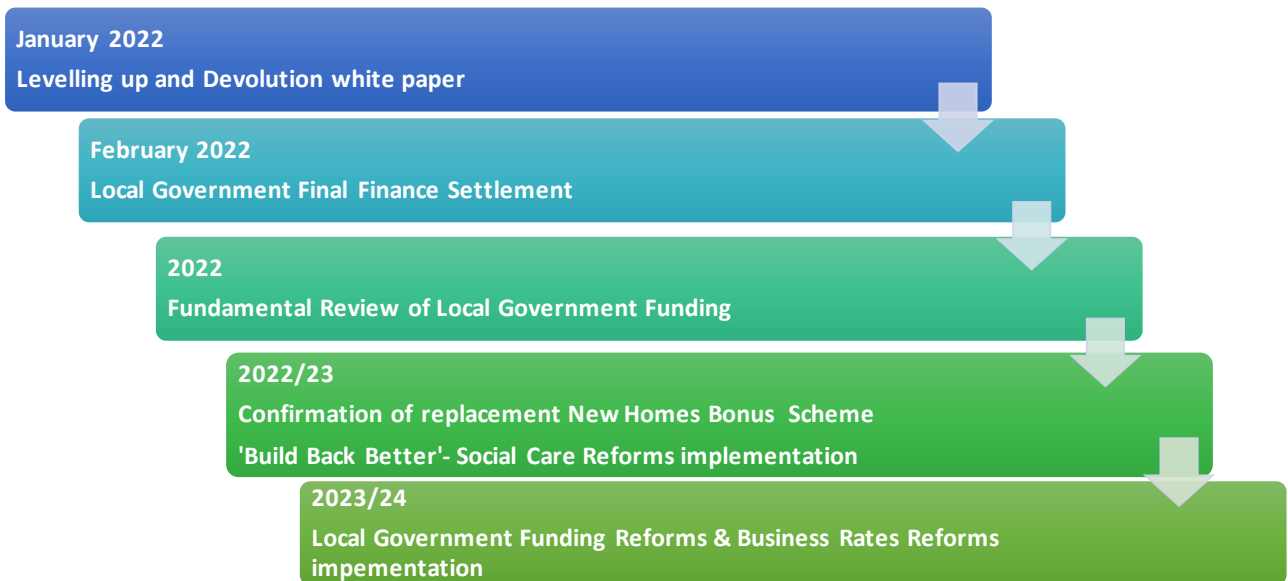 January 2022
Levelling up and Devolution white paper
February 2022
Local Government Final Finance Settlement
2022
Fundamental Review of Local Government Funding
2022/23
Confirmation of replacement New Homes Bonus Scheme
'Build Back Better'- Social Care Reforms implementation
2023/24
Local Government Funding Reforms & Business Rates Reforms
impementation